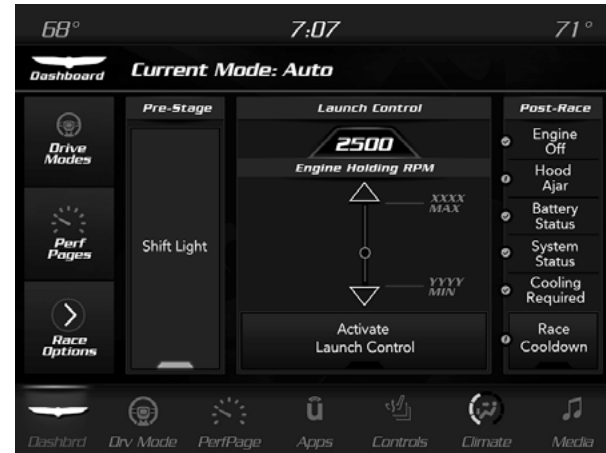 68°
7:07
71°
Dashboard
Current Mode: Auto
Drive
Modes
Perf
Pages
Race
Options
Pre-Stage
Shift Light
Launch Control
2500
Engine Holding RPM
XXXX
MAX
YYYY
MIN
Activate
Launch Control
Post-Race
Engine
Off
Hood
Ajar
Battery
Status
System
Status
Cooling
Required
Race
Cooldown
Dashbrd
Drv Mode
PerfPage
Apps
Controls
Climate
Media